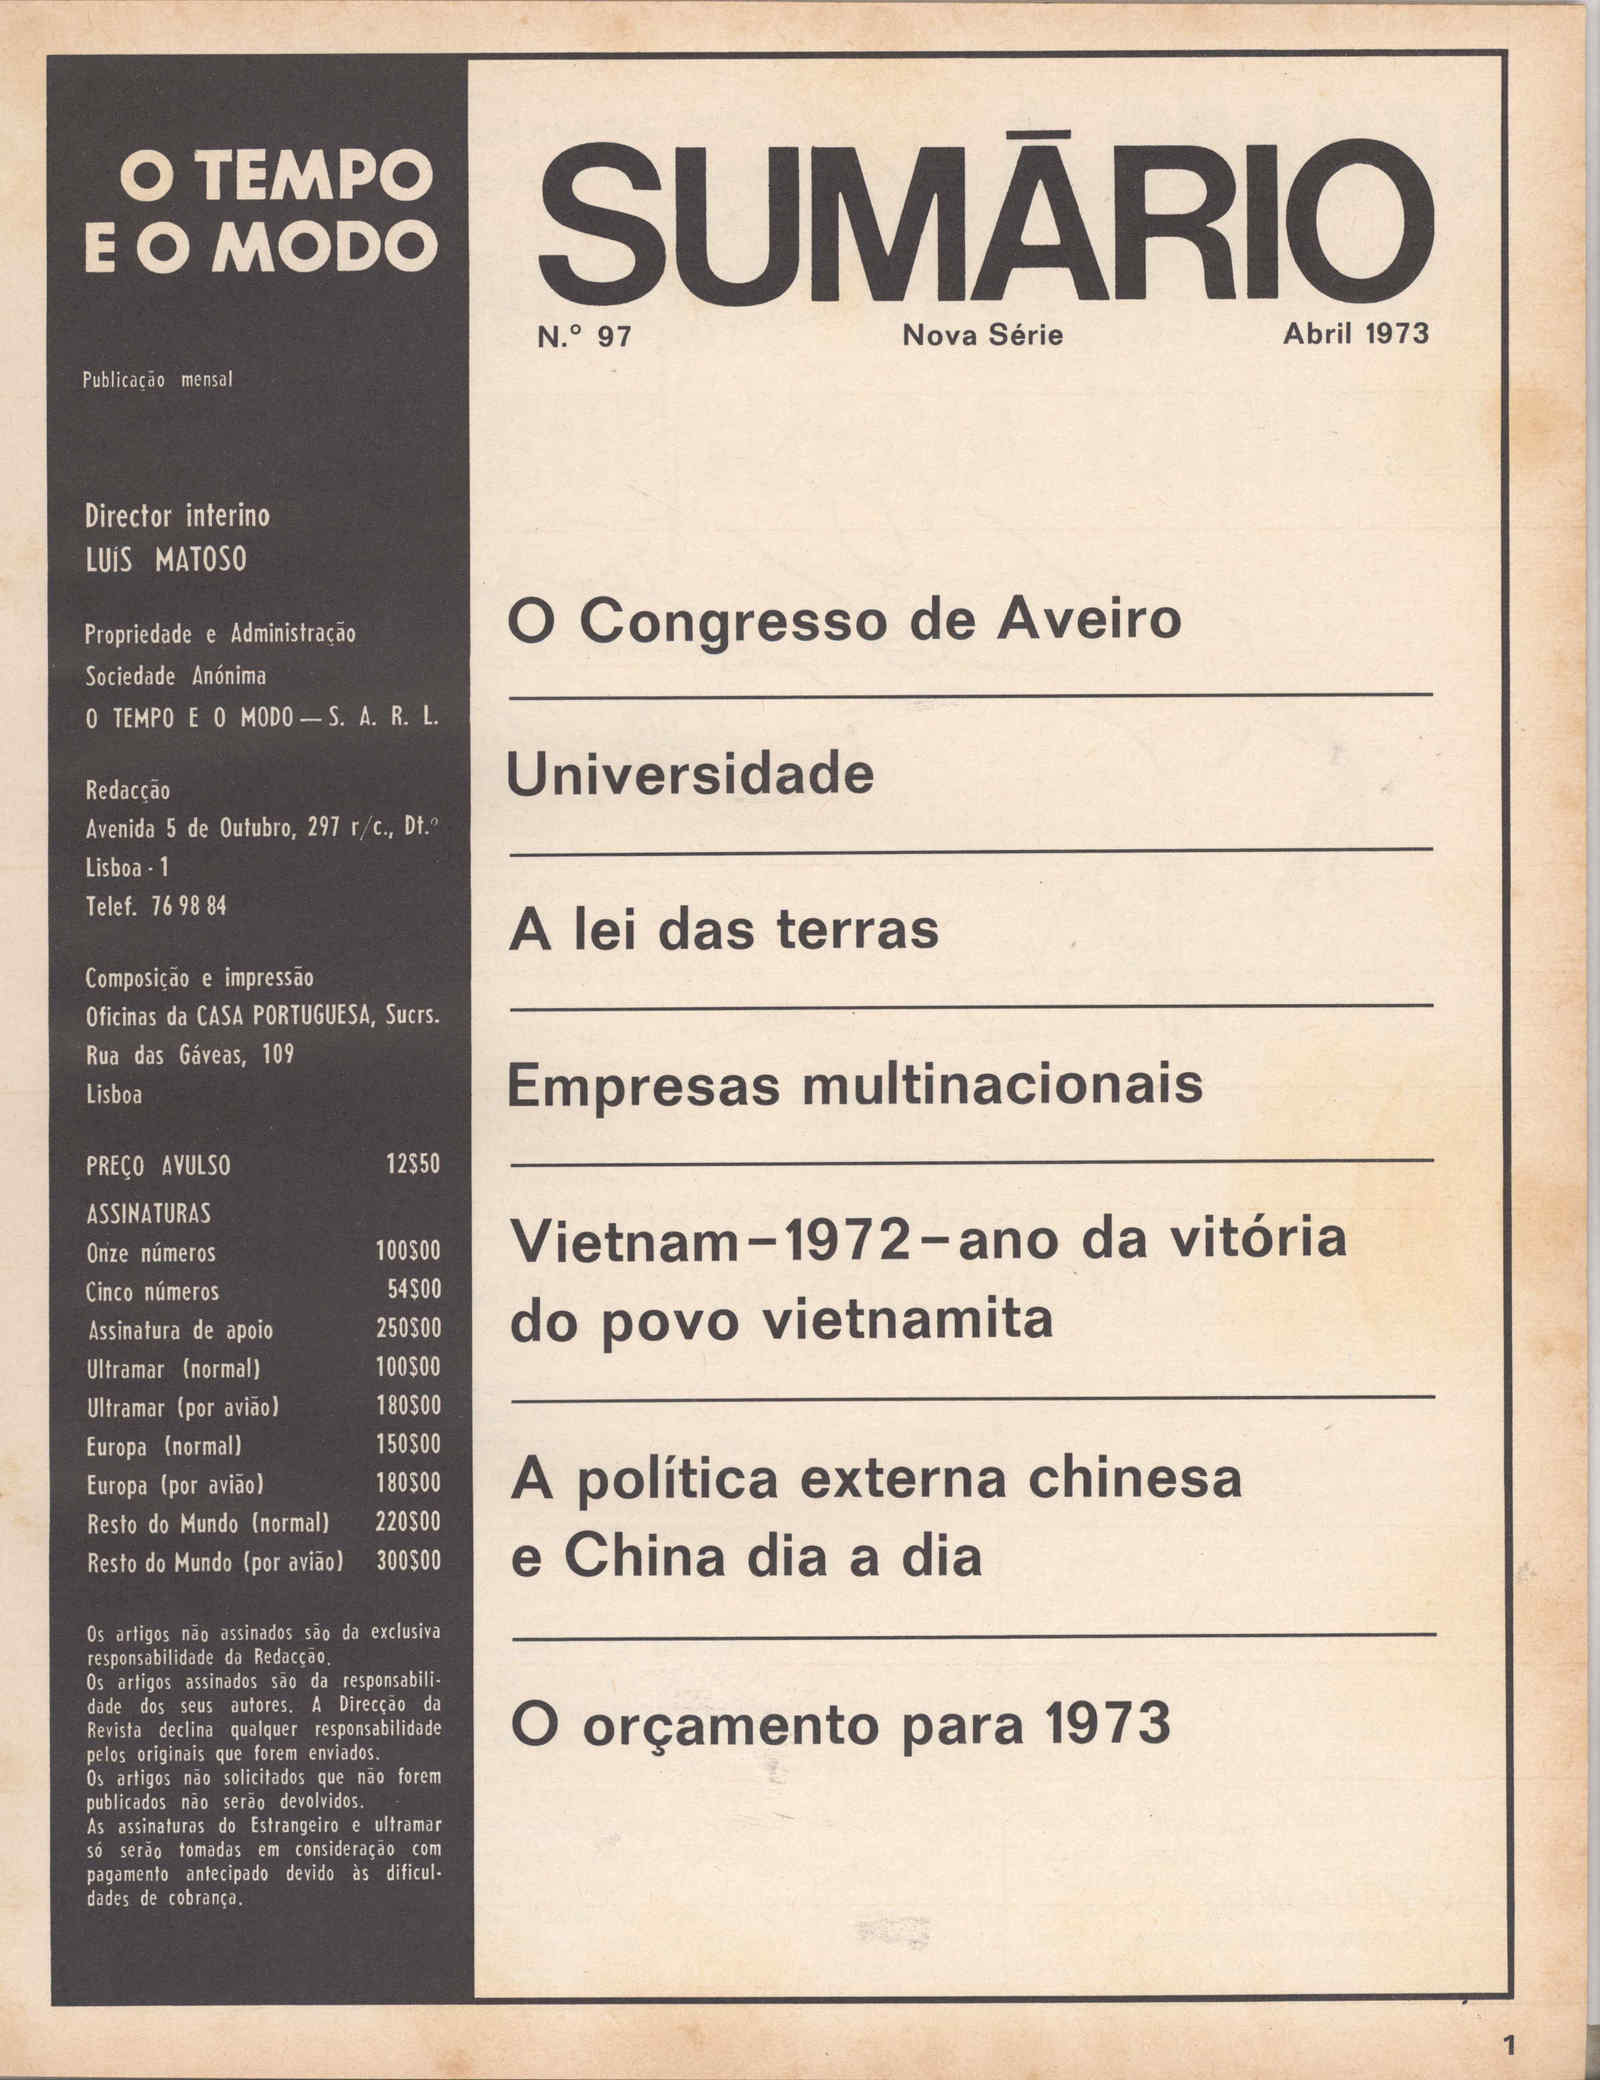 O TEMPO
E O MODO
Publicação mensal
Director interino
LUÍS MATOSO
Propriedade e Administração
Sociedade Anónima
O TEMPO E O MODO — S. A. R. L.
Redacção
Avenida 5 de Outubro, 297 r/c., Dt.º
Lisboa - 1
Telef. 76 98 84
Composição e impressão
Oficinas da CASA PORTUGUESA, Sucrs.
Rua das Gáveas, 109
Lisboa
PREÇO AVULSO 12$50
ASSINATURAS
Onze números 100$00
Cinco números 54$00
Assinatura de apoio 250$00
Ultramar (normal) 100$00
Ultramar (por avião) 180$00
Europa (normal) 150$00
Europa (por avião) 180$00
Resto do Mundo (normal) 220$00
Resto do Mundo (por avião) 300$00
Os artigos não assinados são da exclusiva
responsabilidade da Redacção.
Os artigos assinados são da responsabili-
dade dos seus autores. A Direcção da
Revista declina qualquer responsabilidade
pelos originais que forem enviados.
Os artigos não solicitados que não forem
publicados não serão devolvidos.
As assinaturas do Estrangeiro e ultramar
só serão tomadas em consideração com
pagamento antecipado devido às dificul-
dades de cobrança.
SUMÁRIO
N.º 97 Nova Série Abril 1973
O Congresso de Aveiro
Universidade
A lei das terras
Empresas multinacionais
Vietnam – 1972 – ano da vitória
do povo vietnamita
A política externa chinesa
e China dia a dia
O orçamento para 1973
1